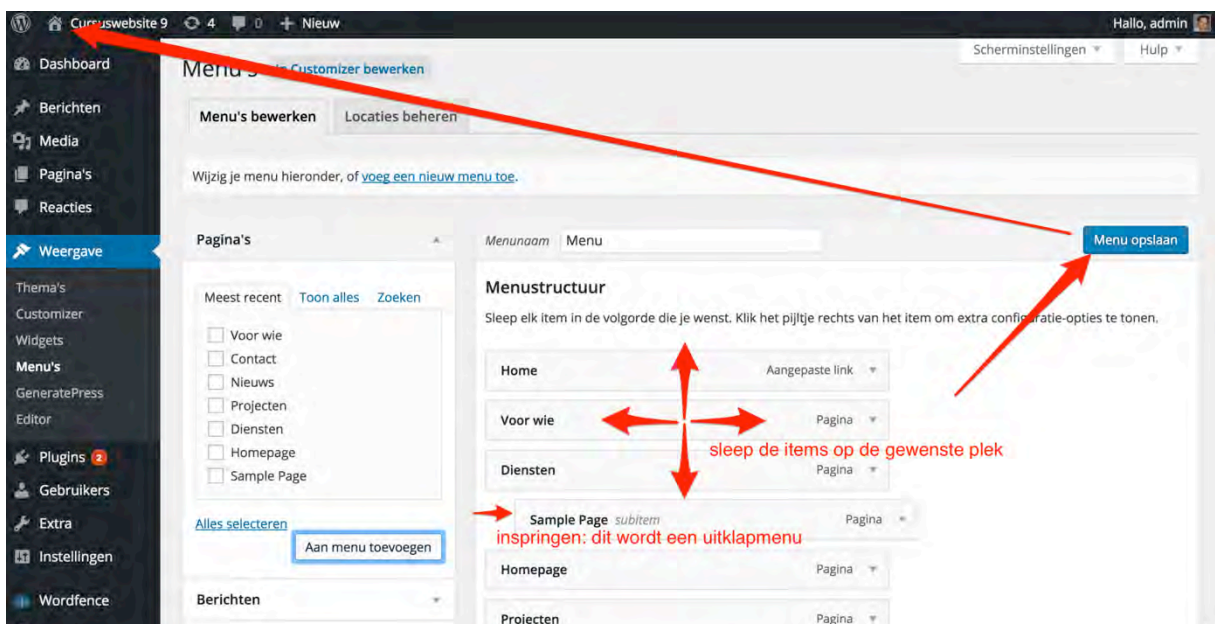 Cursuswebsite 9 4 0 + Nieuw Hallo, admin
Dashboard
Berichten
Media
Pagina's
Reacties
Weergave
Thema's
Customizer
Widgets
Menu's
GeneratePress
Editor
Plugins 2
Gebruikers
Extra
Instellingen
Wordfence
Scherminstellingen Hulp
Menu's In Customizer bewerken
Menu's bewerken Locaties beheren
Wijzig je menu hieronder, of voeg een nieuw menu toe.
Pagina's
Meest recent Toon alles Zoeken
Voor wie
Contact
Nieuws
Projecten
Diensten
Homepage
Sample Page
Alles selecteren
Aan menu toevoegen
Berichten
Menunaam Menu Menu opslaan
Menustructuur
Sleep elk item in de volgorde die je wenst. Klik het pijltje rechts van het item om extra configuratie-opties te tonen.
Home Aangepaste link
Voor wie Pagina
sleep de items op de gewenste plek
Diensten Pagina
Sample Page subitem Pagina
inspringen: dit wordt een uitklapmenu
Homepage Pagina
Projecten Pagina